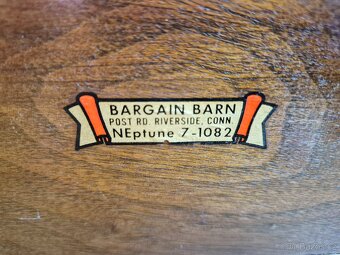 BARGAIN BARN
POST RD. RIVERSIDE, CONN.
NEptune 7-1082